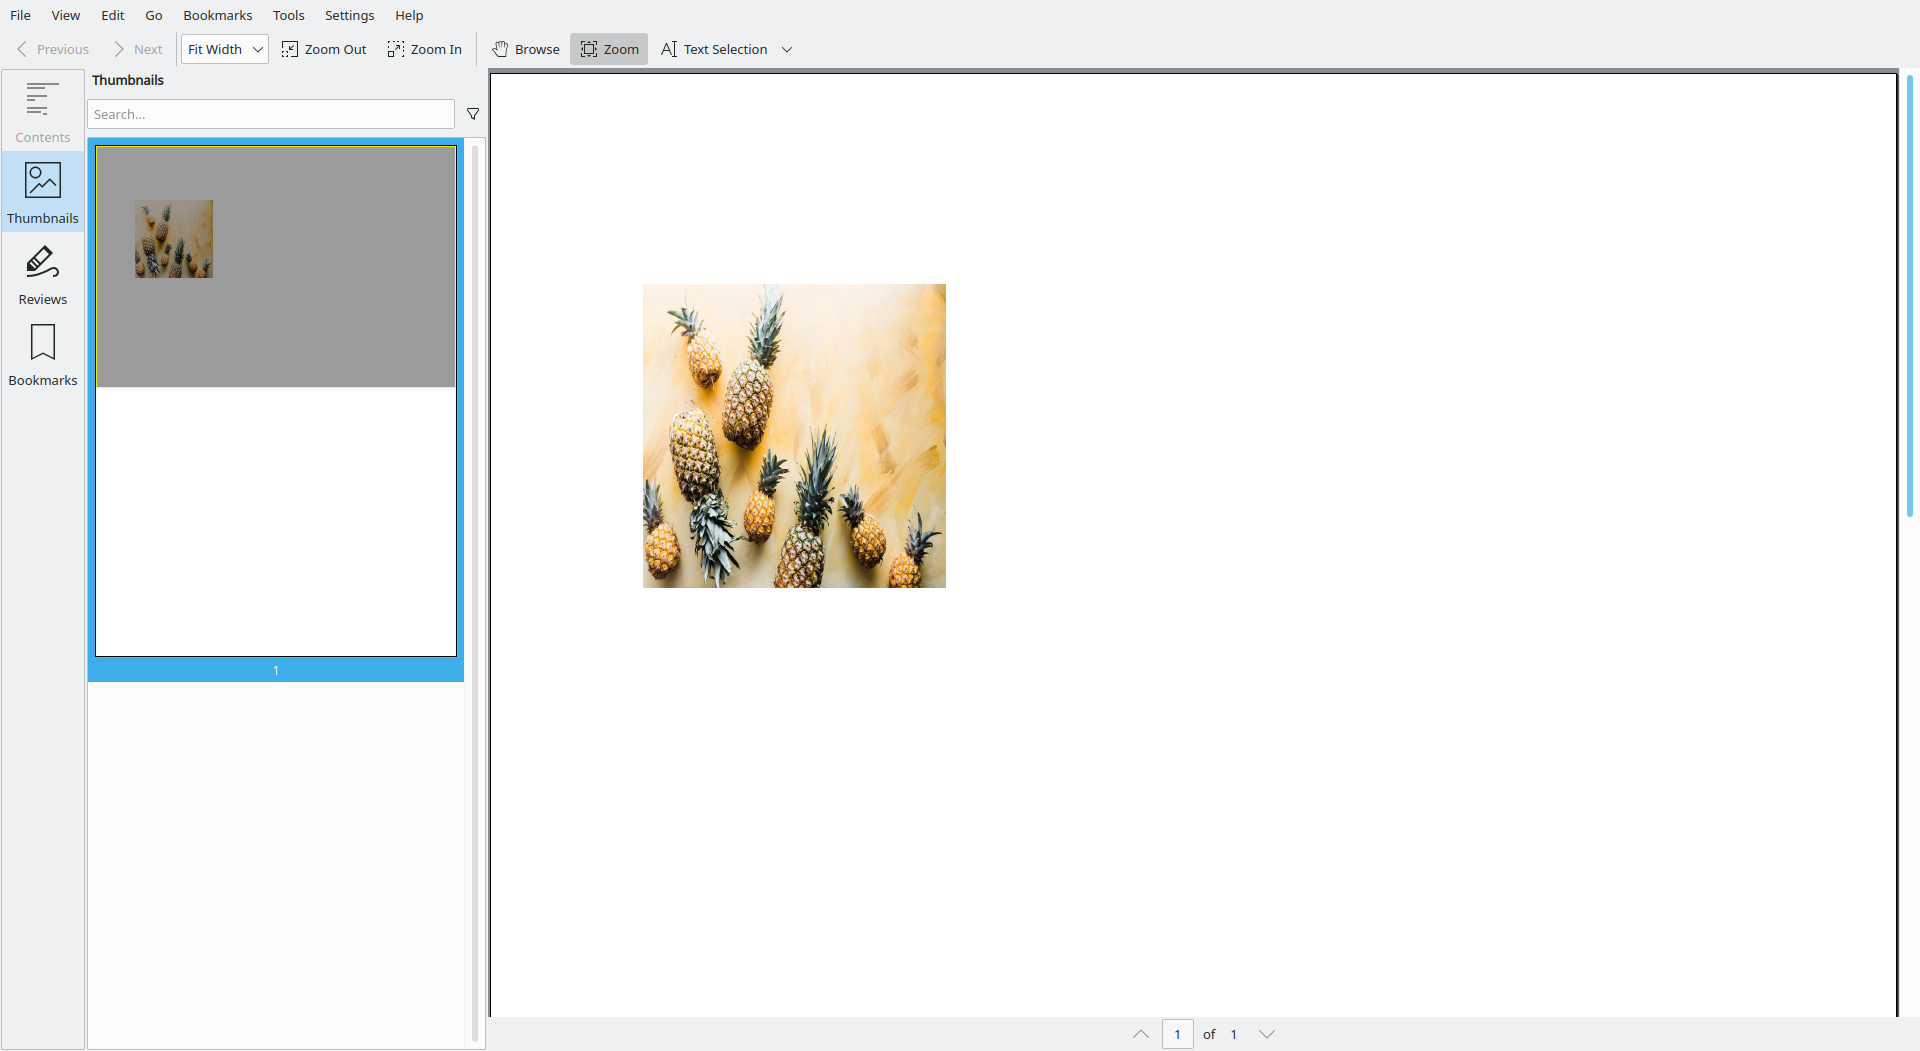 File View Edit Go Bookmarks Tools Settings Help
Previous Next Fit Width Zoom Out Zoom In Browse Zoom Text Selection
Thumbnails
Search...
Contents
Thumbnails
Reviews
Bookmarks
1
1 of 1